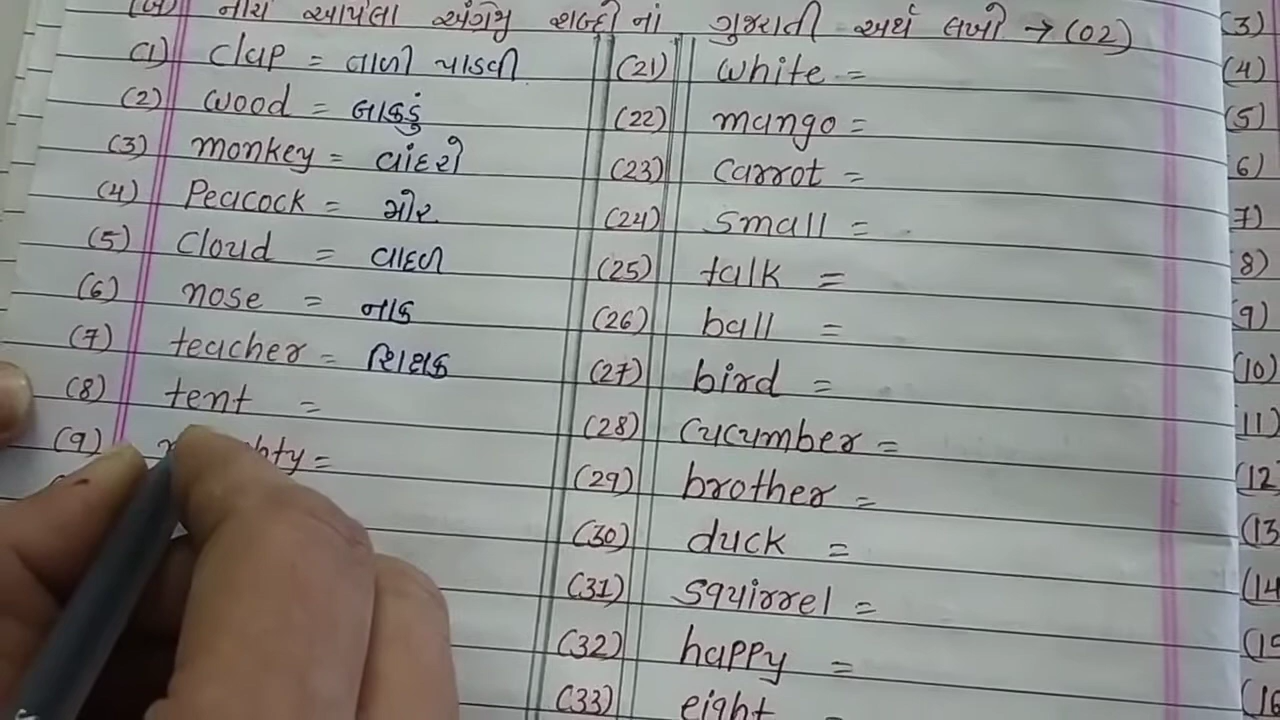 નીચે આપેલા અંગ્રેજી શબ્દો નાં ગુજરાતી અર્થ લખો → (02)
(1) clap = તાળી પાડવી
(2) wood = લાકડું
(3) monkey = વાંદરો
(4) Peacock = મોર
(5) cloud = વાદળ
(6) nose = નાક
(7) teacher = શિક્ષક
(8) tent =
(9)
(21) white =
(22) mango =
(23) carrot =
(24) small =
(25) talk =
(26) ball =
(27) bird =
(28) cucumber =
(29) brother =
(30) duck =
(31) squirrel =
(32) happy =
(33) eight
(3)
(4)
(5)
6)
7)
8)
9)
(10)
11)
(12
(13
(14